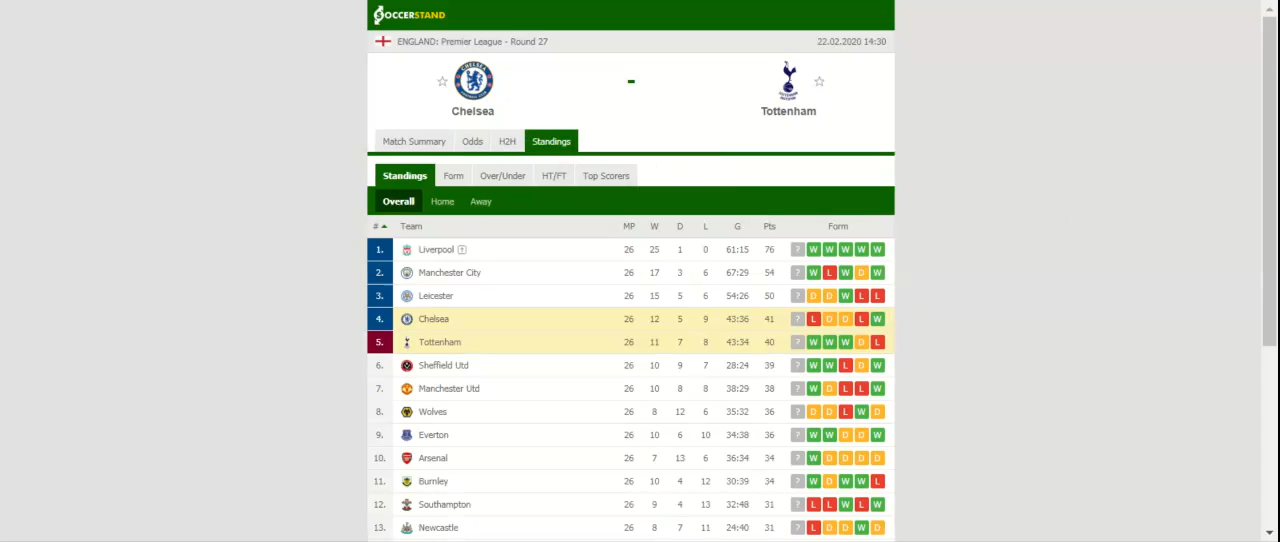 SOCCERSTAND
ENGLAND: Premier League - Round 27 22.02.2020 14:30
-
Chelsea Tottenham
Match Summary Odds H2H Standings
Standings Form Over/Under HT/FT Top Scorers
Overall Home Away
# Team MP W D L G Pts Form
1. Liverpool 26 25 1 0 61:15 76 ? W W W W W
2. Manchester City 26 17 3 6 67:29 54 ? W L W D W
3. Leicester 26 15 5 6 54:26 50 ? D D W L L
4. Chelsea 26 12 5 9 43:36 41 ? L D D L W
5. Tottenham 26 11 7 8 43:34 40 ? W W W D L
6. Sheffield Utd 26 10 9 7 28:24 39 ? W W L D W
7. Manchester Utd 26 10 8 8 38:29 38 ? W D L L W
8. Wolves 26 8 12 6 35:32 36 ? D D L W D
9. Everton 26 10 6 10 34:38 36 ? W W D D W
10. Arsenal 26 7 13 6 36:34 34 ? W D D D D
11. Burnley 26 10 4 12 30:39 34 ? W D W W L
12. Southampton 26 9 4 13 32:48 31 ? L L W L W
13. Newcastle 26 8 7 11 24:40 31 ? L D D W D